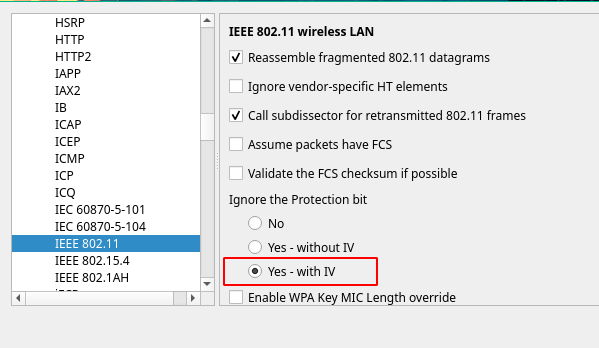 HSRP
HTTP
HTTP2
IAPP
IAX2
IB
ICAP
ICEP
ICMP
ICP
ICQ
IEC 60870-5-101
IEC 60870-5-104
IEEE 802.11
IEEE 802.15.4
IEEE 802.1AH
IEEE 802.11 wireless LAN
Reassemble fragmented 802.11 datagrams
Ignore vendor-specific HT elements
Call subdissector for retransmitted 802.11 frames
Assume packets have FCS
Validate the FCS checksum if possible
Ignore the Protection bit
No
Yes - without IV
Yes - with IV
Enable WPA Key MIC Length override